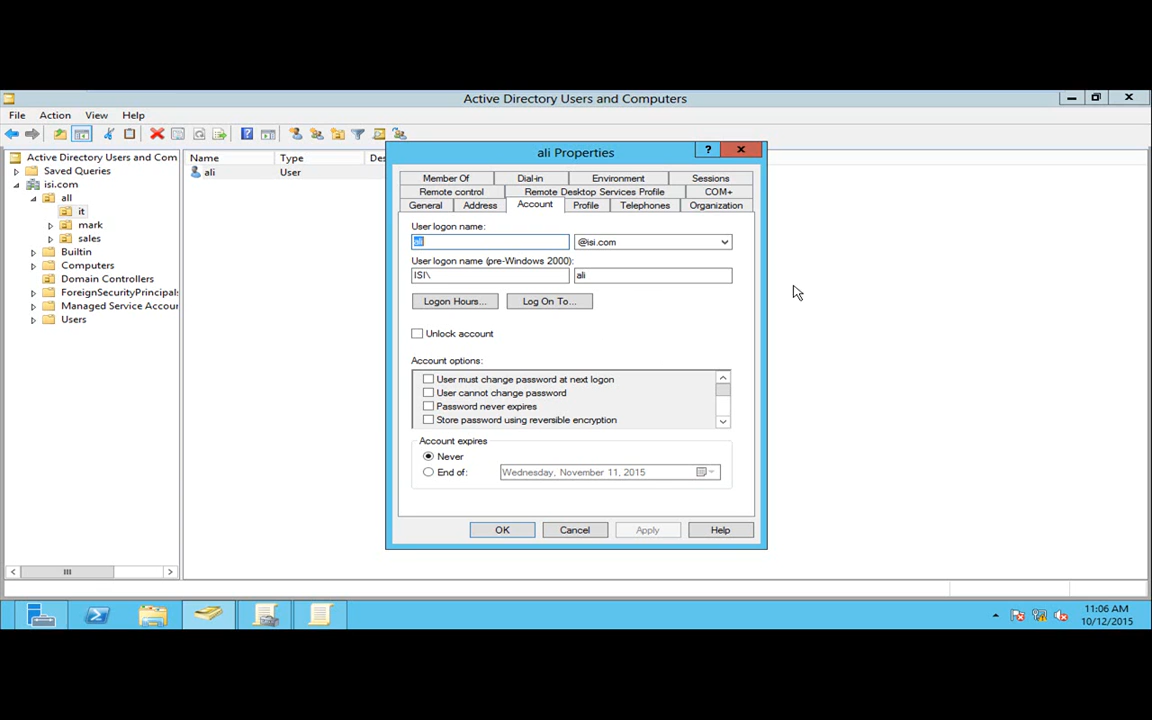 Active Directory Users and Computers
File Action View Help
Active Directory Users and Com
Saved Queries
isi.com
all
it
mark
sales
Builtin
Computers
Domain Controllers
ForeignSecurityPrincipals
Managed Service Accour
Users
Name Type Des
ali User
ali Properties
?
Member Of Dial-in Environment Sessions
Remote control Remote Desktop Services Profile COM+
General Address Account Profile Telephones Organization
User logon name:
ali @isi.com
User logon name (pre-Windows 2000):
ISI\ ali
Logon Hours... Log On To...
Unlock account
Account options:
User must change password at next logon
User cannot change password
Password never expires
Store password using reversible encryption
Account expires
Never
End of: Wednesday, November 11, 2015
OK Cancel Apply Help
11:06 AM
10/12/2015